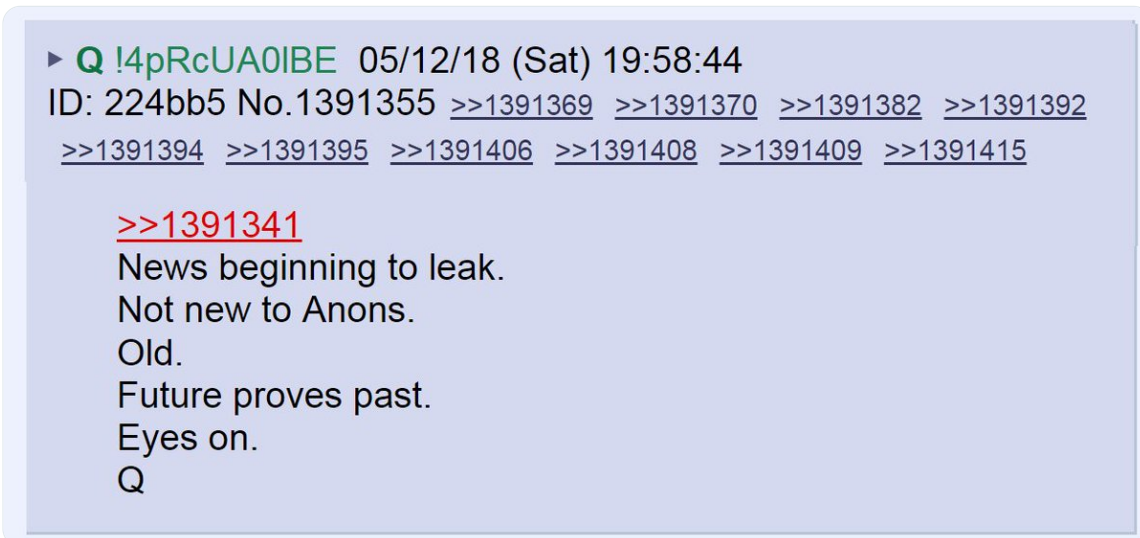 ▸ Q !4pRcUA0lBE 05/12/18 (Sat) 19:58:44
ID: 224bb5 No.1391355 >>1391369 >>1391370 >>1391382 >>1391392
>>1391394 >>1391395 >>1391406 >>1391408 >>1391409 >>1391415
>>1391341
News beginning to leak.
Not new to Anons.
Old.
Future proves past.
Eyes on.
Q